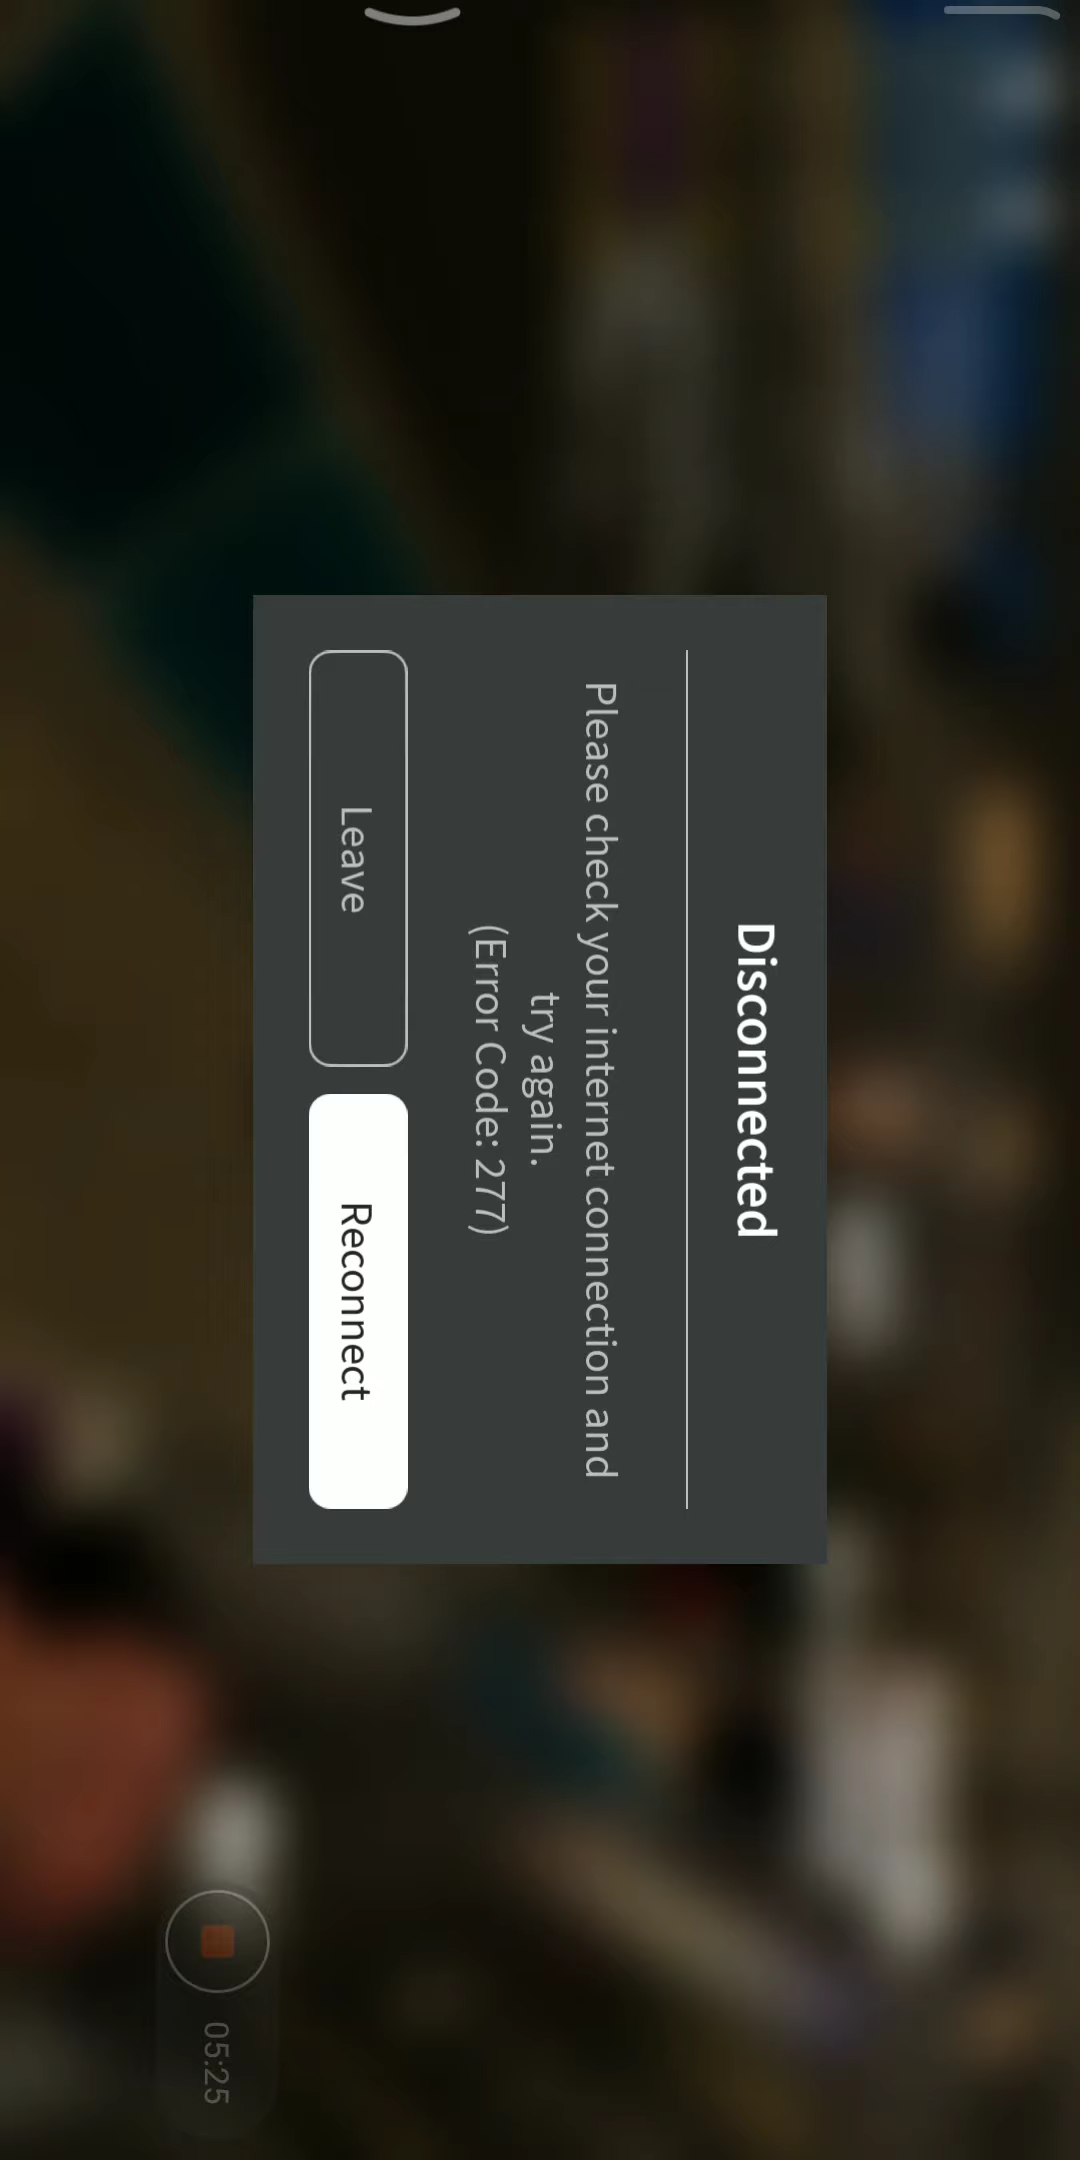 Disconnected
Please check your internet connection and
try again.
(Error Code: 277)
Leave
Reconnect
05:25